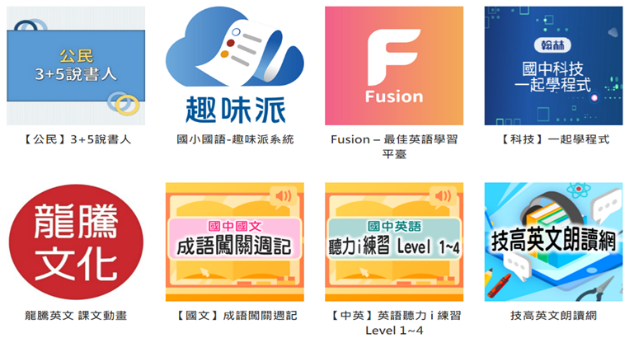 公民
3+5說書人
趣味派
Fusion
翰林
國中科技
一起學程式
【公民】3+5說書人
國小國語-趣味派系統
Fusion – 最佳英語學習
平臺
【科技】一起學程式
龍騰
文化
國中國文
成語闖關週記
國中英語
聽力 i 練習 Level 1~4
技高英文朗讀網
龍騰英文 課文動畫
【國文】成語闖關週記
【中英】英語聽力 i 練習
Level 1~4
技高英文朗讀網